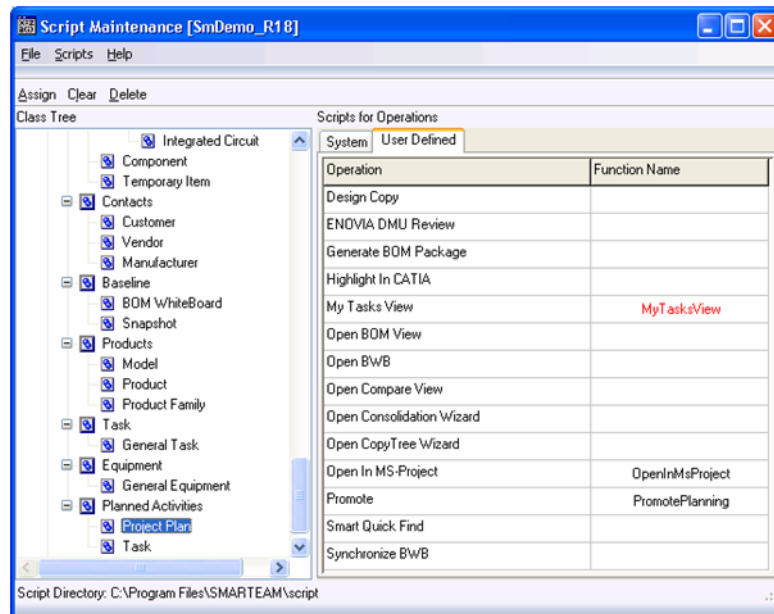 Script Maintenance [SmDemo_R18]
File Scripts Help
Assign Clear Delete
Class Tree
Integrated Circuit
Component
Temporary Item
Contacts
Customer
Vendor
Manufacturer
Baseline
BOM WhiteBoard
Snapshot
Products
Model
Product
Product Family
Task
General Task
Equipment
General Equipment
Planned Activities
Project Plan
Task
Scripts for Operations
System User Defined
Operation Function Name
Design Copy
ENOVIA DMU Review
Generate BOM Package
Highlight In CATIA
My Tasks View MyTasksView
Open BOM View
Open BWB
Open Compare View
Open Consolidation Wizard
Open CopyTree Wizard
Open In MS-Project OpenInMsProject
Promote PromotePlanning
Smart Quick Find
Synchronize BWB
Script Directory: C:\Program Files\SMARTEAM\script